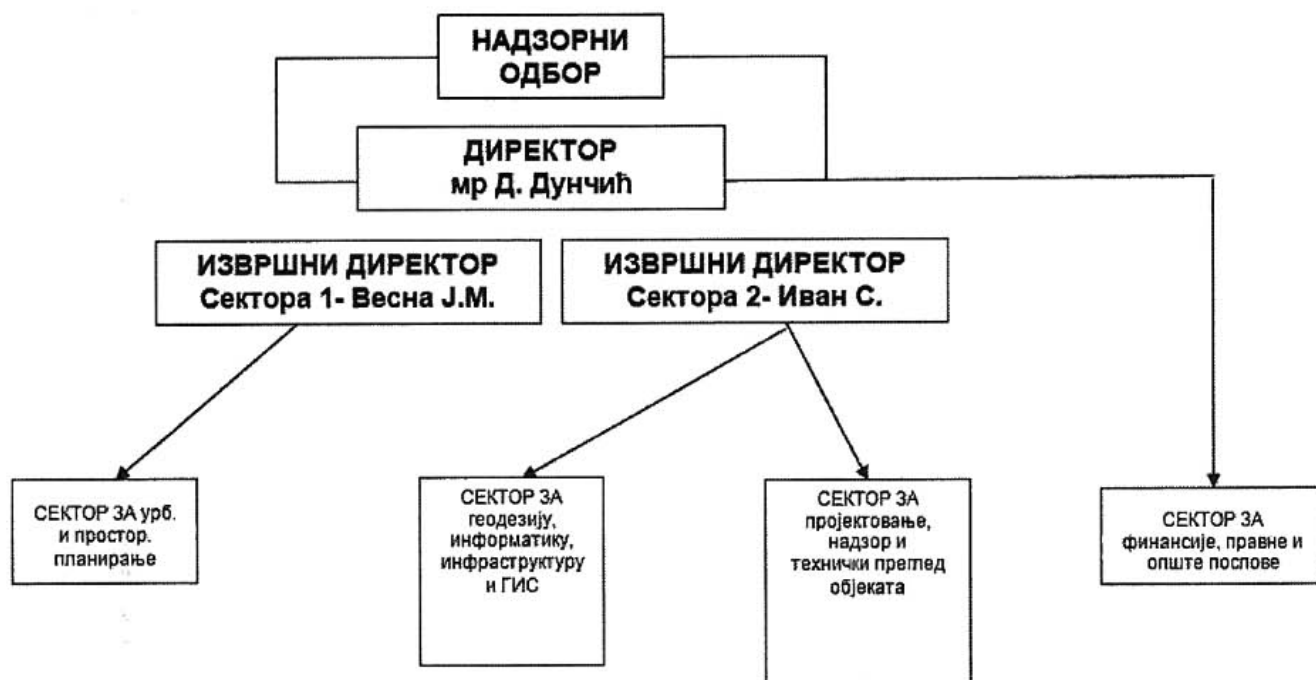 НАДЗОРНИ
ОДБОР
ДИРЕКТОР
мр Д. Дунчић
ИЗВРШНИ ДИРЕКТОР
Сектора 1- Весна Ј.М.
ИЗВРШНИ ДИРЕКТОР
Сектора 2- Иван С.
СЕКТОР ЗА урб.
и простор.
планирање
СЕКТОР ЗА
геодезију,
информатику,
инфраструктуру
и ГИС
СЕКТОР ЗА
пројектовање,
надзор и
технички преглед
објеката
СЕКТОР ЗА
финансије, правне и
опште послове